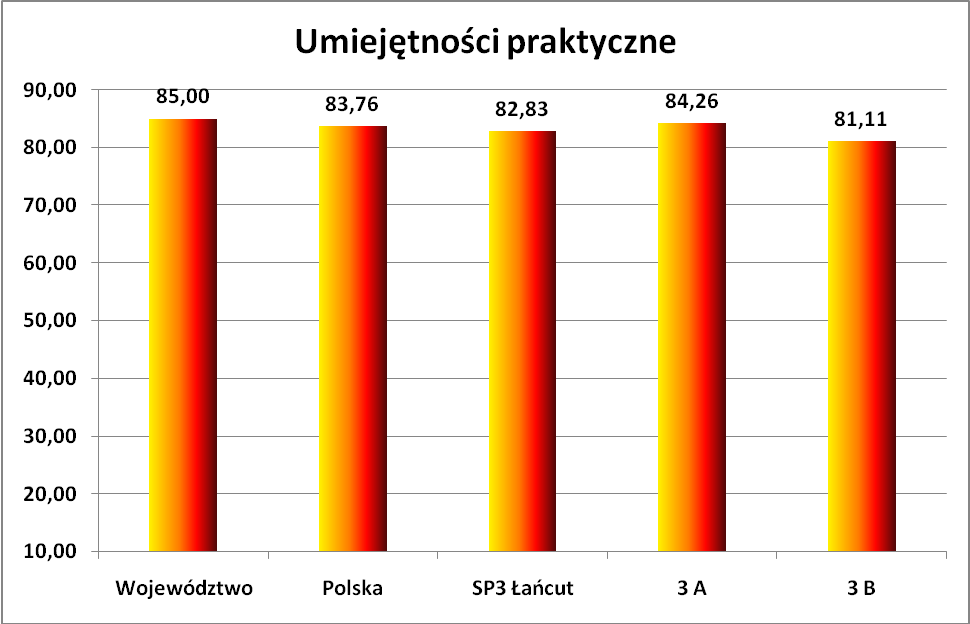 Umiejętności praktyczne
90,00
80,00
70,00
60,00
50,00
40,00
30,00
20,00
10,00
85,00
83,76
82,83
84,26
81,11
Województwo
Polska
SP3 Łańcut
3 A
3 B